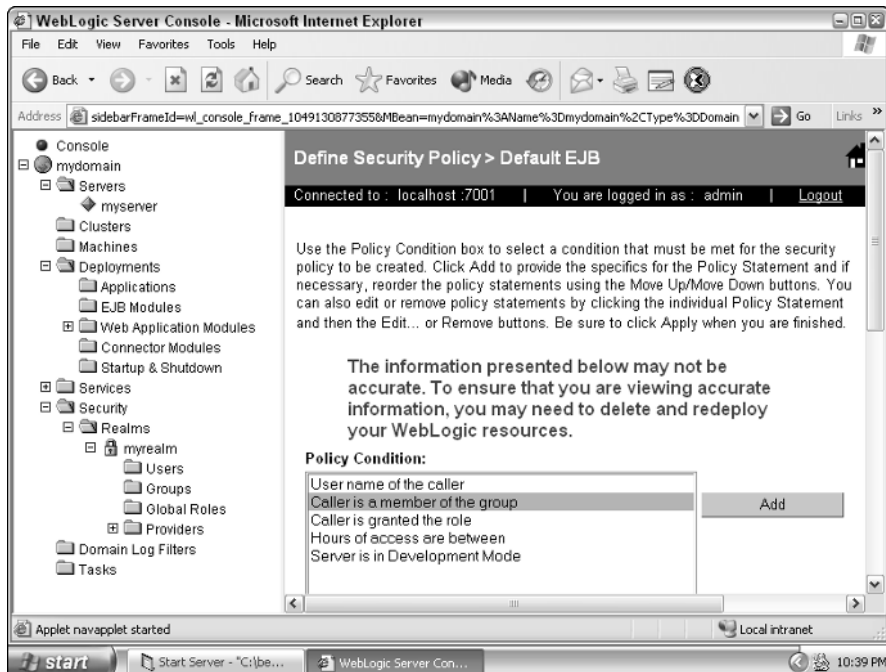 WebLogic Server Console - Microsoft Internet Explorer
File Edit View Favorites Tools Help
Back Search Favorites Media
Address sidebarFrameId=wl_console_frame_1049130877355&MBean=mydomain%3AName%3Dmydomain%2CType%3DDomain Go Links »
Console
mydomain
Servers
myserver
Clusters
Machines
Deployments
Applications
EJB Modules
Web Application Modules
Connector Modules
Startup & Shutdown
Services
Security
Realms
myrealm
Users
Groups
Global Roles
Providers
Domain Log Filters
Tasks
Define Security Policy > Default EJB
Connected to : localhost :7001 | You are logged in as : admin | Logout
Use the Policy Condition box to select a condition that must be met for the security
policy to be created. Click Add to provide the specifics for the Policy Statement and if
necessary, reorder the policy statements using the Move Up/Move Down buttons. You
can also edit or remove policy statements by clicking the individual Policy Statement
and then the Edit... or Remove buttons. Be sure to click Apply when you are finished.
The information presented below may not be
accurate. To ensure that you are viewing accurate
information, you may need to delete and redeploy
your WebLogic resources.
Policy Condition:
User name of the caller
Caller is a member of the group
Caller is granted the role
Hours of access are between
Server is in Development Mode
Add
Applet navapplet started
Local intranet
start
Start Server - "C:\be...
WebLogic Server Con...
10:39 PM